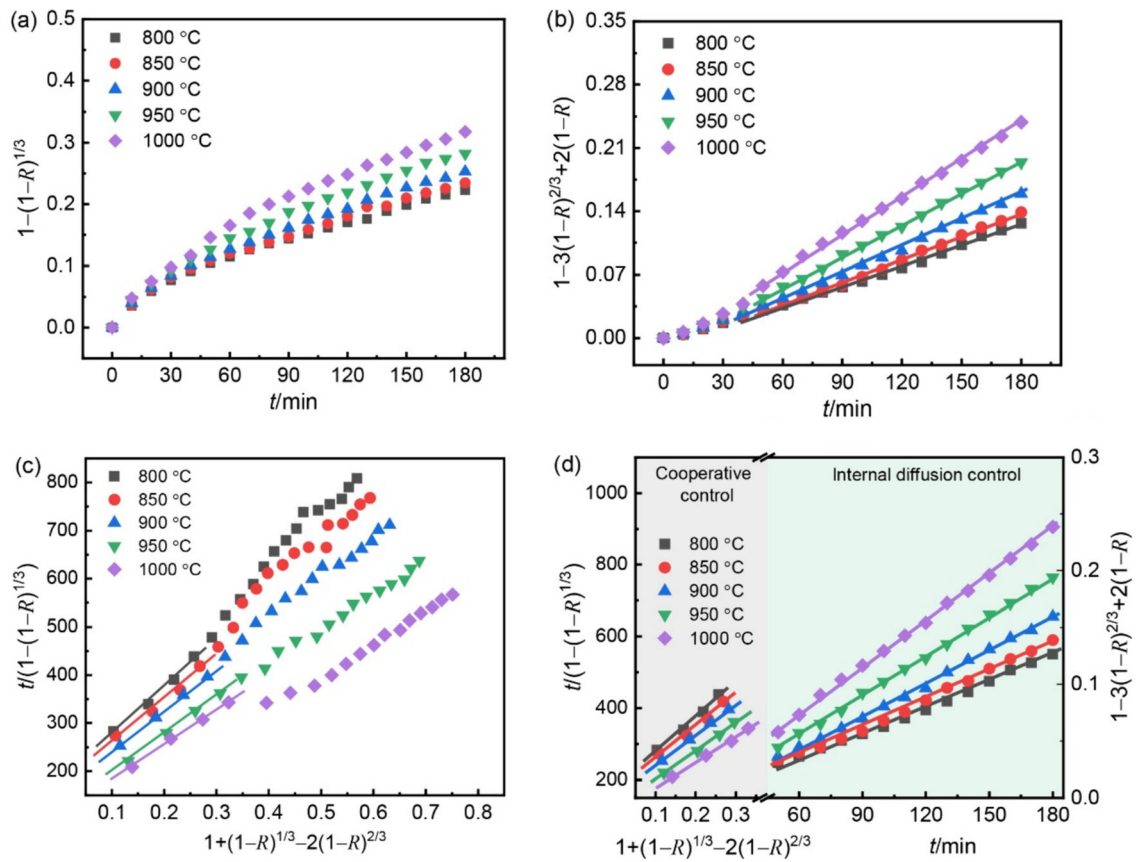 (a)
0.5
0.4
0.3
0.2
0.1
0.0
1−(1−R)^1/3
800 °C
850 °C
900 °C
950 °C
1000 °C
0 30 60 90 120 150 180
t/min
(b)
0.35
0.28
0.21
0.14
0.07
0.00
1−3(1−R)^2/3+2(1−R)
800 °C
850 °C
900 °C
950 °C
1000 °C
0 30 60 90 120 150 180
t/min
(c)
800
700
600
500
400
300
200
t/(1−(1−R)^1/3)
800 °C
850 °C
900 °C
950 °C
1000 °C
0.1 0.2 0.3 0.4 0.5 0.6 0.7 0.8
1+(1−R)^1/3−2(1−R)^2/3
(d)
Cooperative
control
Internal diffusion control
1000
800
600
400
200
t/(1−(1−R)^1/3)
800 °C
850 °C
900 °C
950 °C
1000 °C
0.3
0.2
0.1
0.0
1−3(1−R)^2/3+2(1−R)
0.1 0.2 0.3 60 90 120 150 180
1+(1−R)^1/3−2(1−R)^2/3 t/min